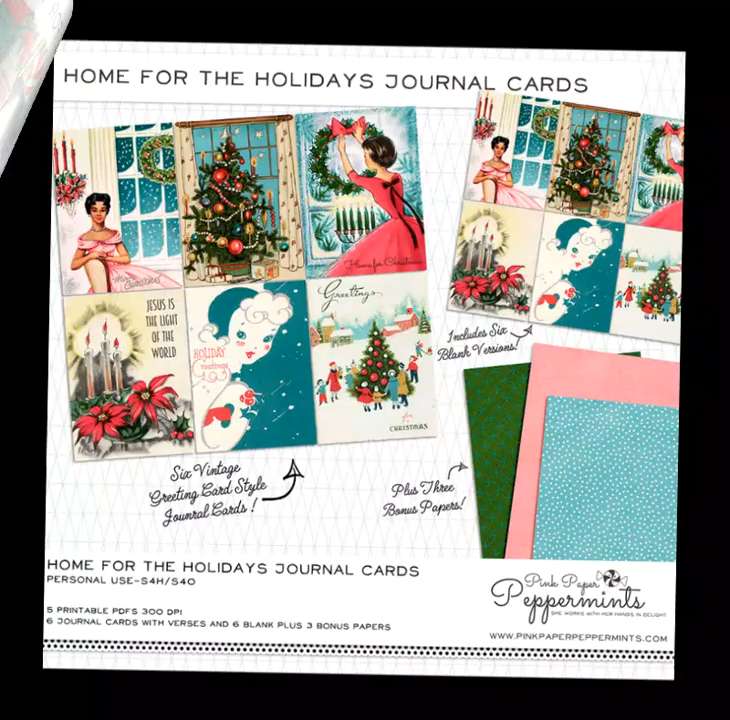 HOME FOR THE HOLIDAYS JOURNAL CARDS
Merry Christmas
Home for Christmas
JESUS IS
THE LIGHT
OF THE
WORLD
HOLIDAY
Greetings
Greetings
for
CHRISTMAS
Includes Six
Blank Versions!
Six Vintage
Greeting Card Style
Jounral Cards!
Plus Three
Bonus Papers!
HOME FOR THE HOLIDAYS JOURNAL CARDS
PERSONAL USE-S4H/S40
5 PRINTABLE PDFS 300 DPI
6 JOURNAL CARDS WITH VERSES AND 6 BLANK PLUS 3 BONUS PAPERS
Pink Paper
Peppermints
SHE WORKS WITH HER HANDS IN DELIGHT
WWW.PINKPAPERPEPPERMINTS.COM